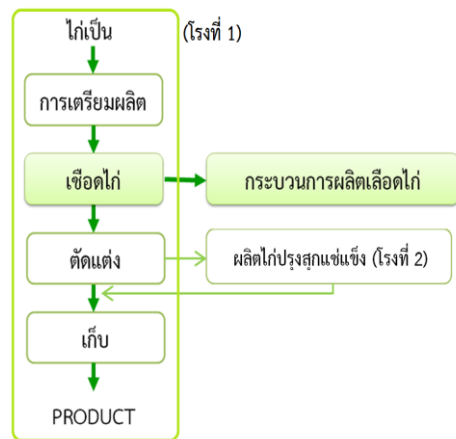 ไก่เป็น (โรงที่ 1)
การเตรียมผลิต
เชือดไก่ กระบวนการผลิตเลือดไก่
ตัดแต่ง ผลิตไก่ปรุงสุกแช่แข็ง (โรงที่ 2)
เก็บ
PRODUCT